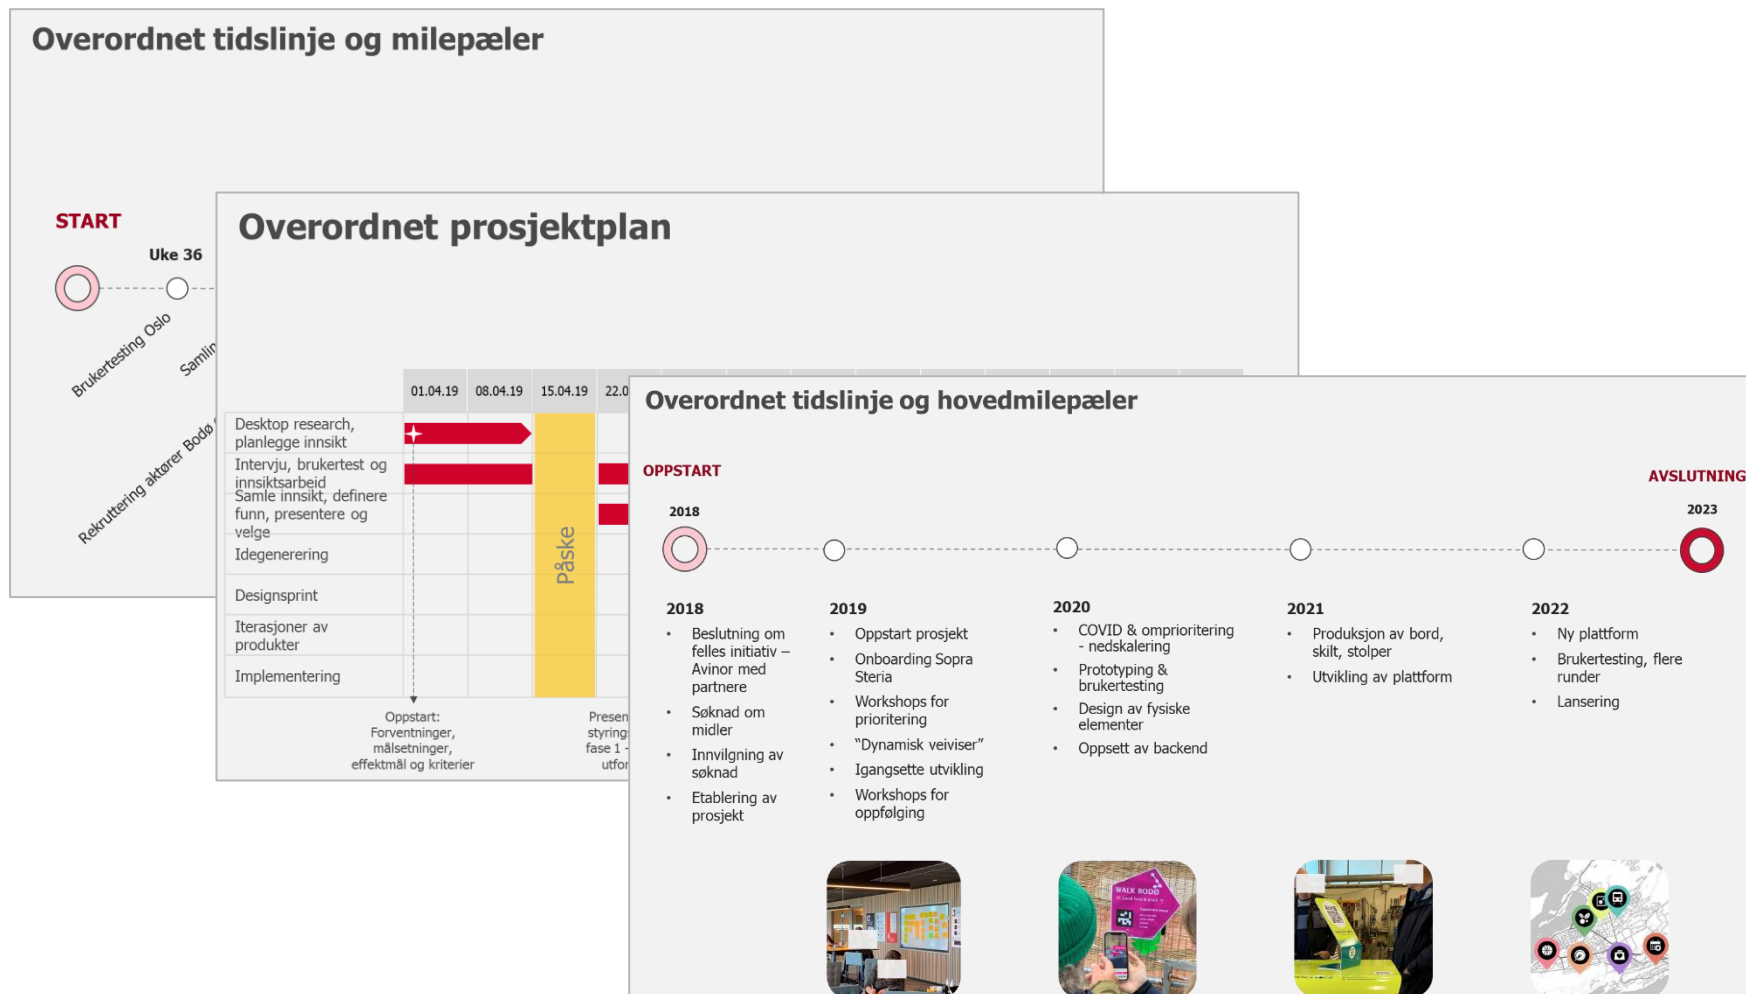 Overordnet tidslinje og milepæler
START
Uke 36
Brukertesting Oslo
Rekruttering aktører Bodø
Overordnet prosjektplan
01.04.19 08.04.19 15.04.19
Desktop research,
planlegge innsikt
Intervju, brukertest og
innsiktsarbeid
Samle innsikt, definere
funn, presentere og
velge
Idegenerering
Designsprint
Iterasjoner av
produkter
Implementering
Påske
Oppstart:
Forventninger,
målsetninger,
effektmål og kriterier
fase 1 -
Overordnet tidslinje og hovedmilepæler
OPPSTART
AVSLUTNING
2018
2023
2018
• Beslutning om
felles initiativ –
Avinor med
partnere
• Søknad om
midler
• Innvilgning av
søknad
• Etablering av
prosjekt
2019
• Oppstart prosjekt
• Onboarding Sopra
Steria
• Workshops for
prioritering
• “Dynamisk veiviser”
• Igangsette utvikling
• Workshops for
oppfølging
2020
• COVID & omprioritering
- nedskalering
• Prototyping &
brukertesting
• Design av fysiske
elementer
• Oppsett av backend
2021
• Produksjon av bord,
skilt, stolper
• Utvikling av plattform
2022
• Ny plattform
• Brukertesting, flere
runder
• Lansering
WALK BODØ